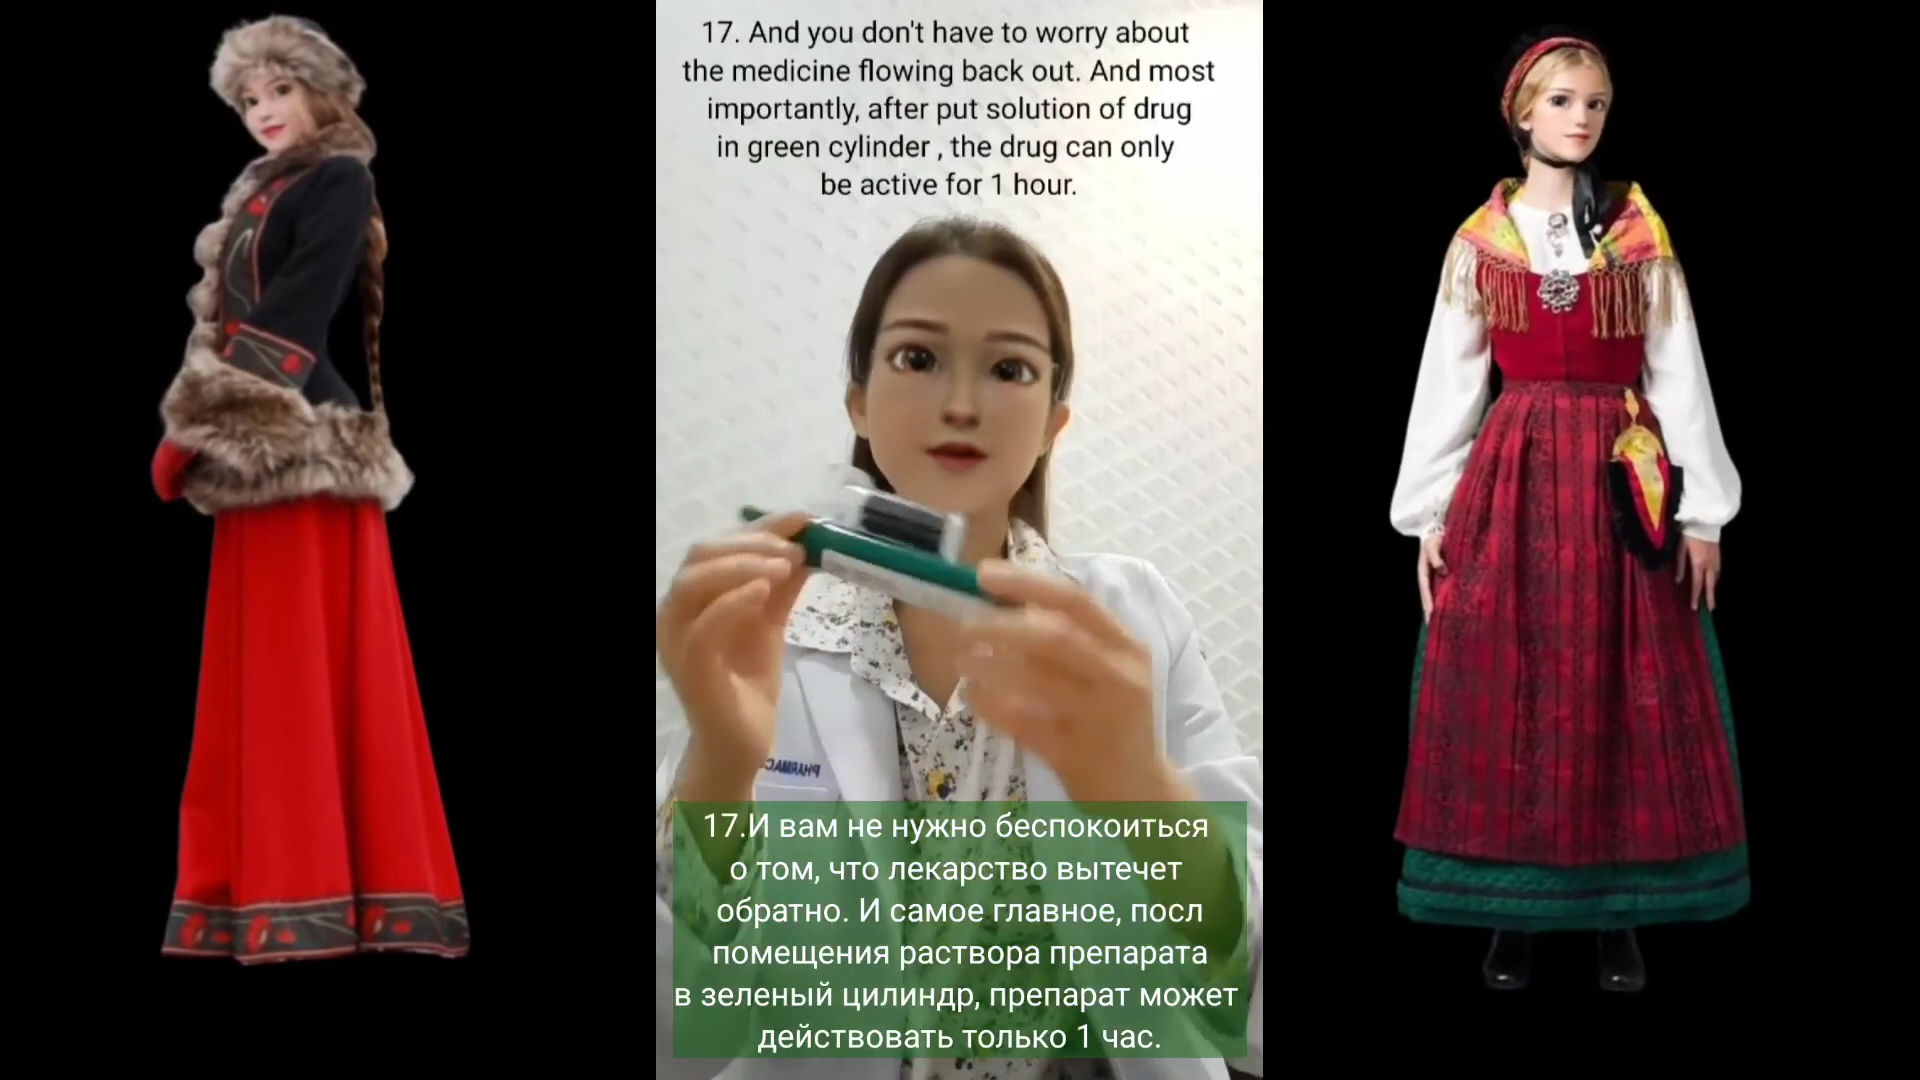 17. And you don't have to worry about
the medicine flowing back out. And most
importantly, after put solution of drug
in green cylinder , the drug can only
be active for 1 hour.
17.И вам не нужно беспокоиться
о том, что лекарство вытечет
обратно. И самое главное, посл
помещения раствора препарата
в зеленый цилиндр, препарат может
действовать только 1 час.